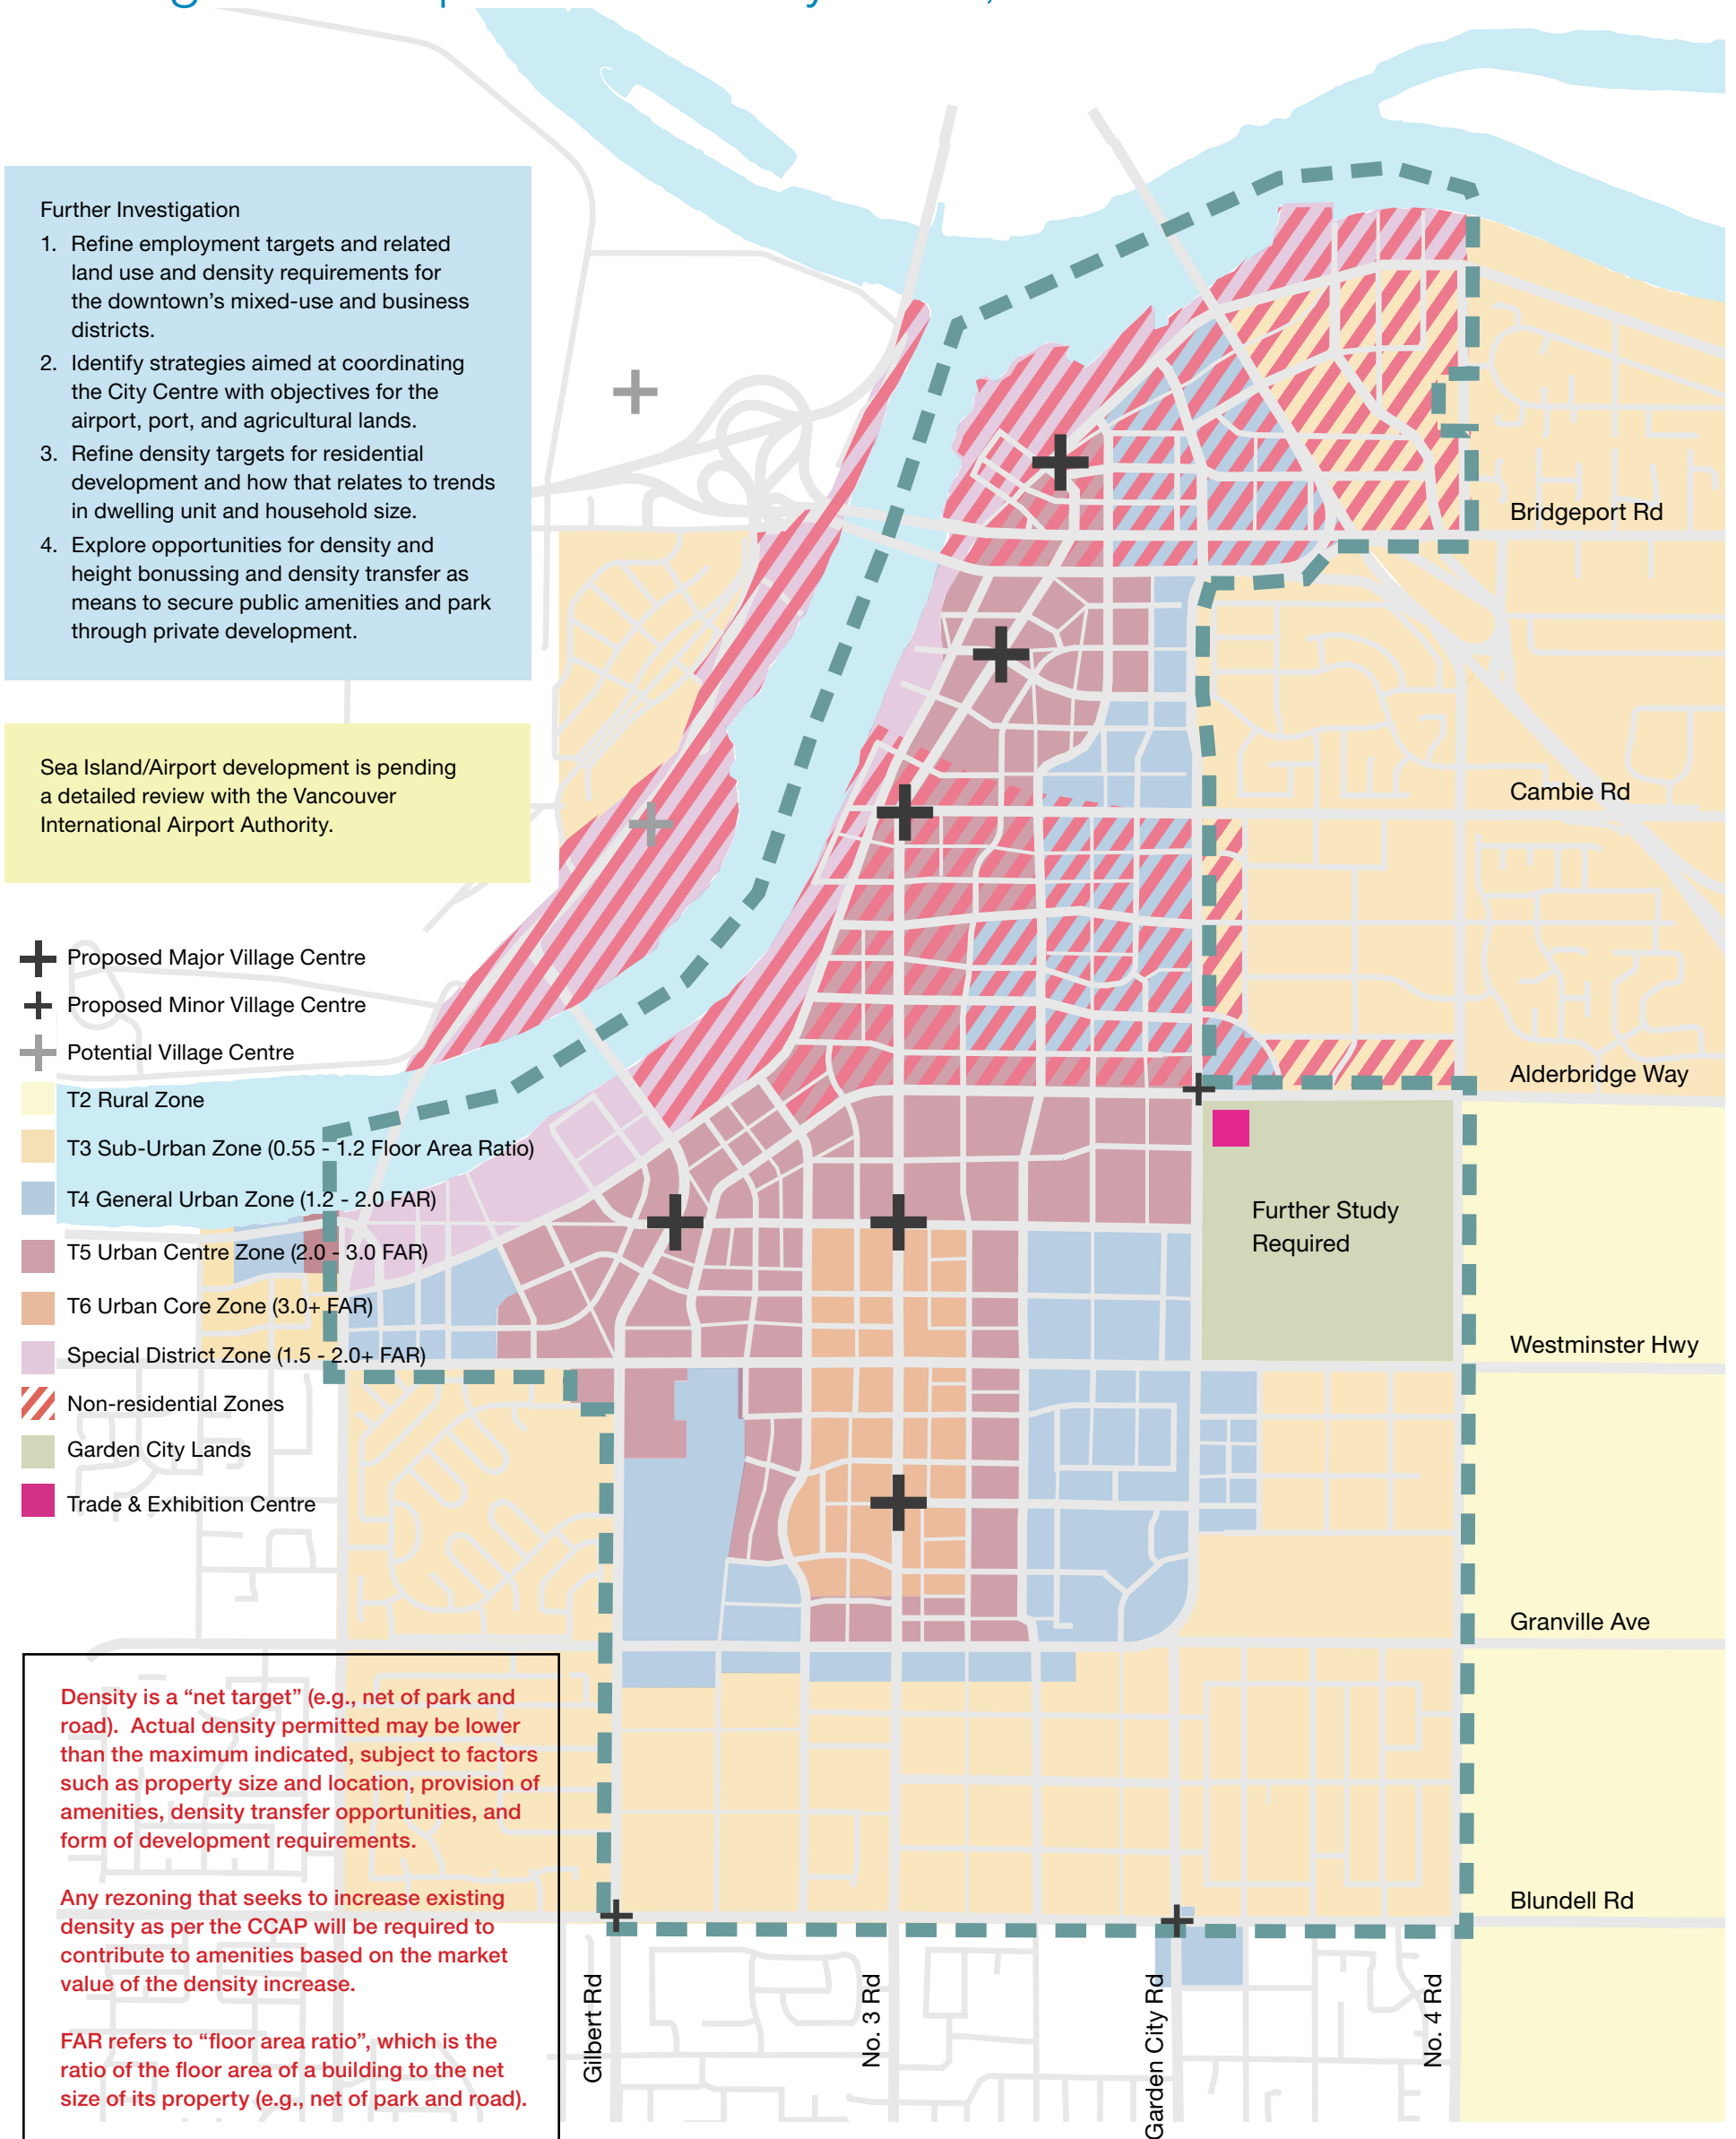 Further Investigation
1. Refine employment targets and related
land use and density requirements for
the downtown's mixed-use and business
districts.
2. Identify strategies aimed at coordinating
the City Centre with objectives for the
airport, port, and agricultural lands.
3. Refine density targets for residential
development and how that relates to trends
in dwelling unit and household size.
4. Explore opportunities for density and
height bonussing and density transfer as
means to secure public amenities and park
through private development.
Sea Island/Airport development is pending
a detailed review with the Vancouver
International Airport Authority.
Proposed Major Village Centre
Proposed Minor Village Centre
Potential Village Centre
T2 Rural Zone
T3 Sub-Urban Zone (0.55 - 1.2 Floor Area Ratio)
T4 General Urban Zone (1.2 - 2.0 FAR)
T5 Urban Centre Zone (2.0 - 3.0 FAR)
T6 Urban Core Zone (3.0+ FAR)
Special District Zone (1.5 - 2.0+ FAR)
Non-residential Zones
Garden City Lands
Trade & Exhibition Centre
Bridgeport Rd
Cambie Rd
Alderbridge Way
Further Study
Required
Westminster Hwy
Granville Ave
Blundell Rd
Density is a “net target” (e.g., net of park and
road). Actual density permitted may be lower
than the maximum indicated, subject to factors
such as property size and location, provision of
amenities, density transfer opportunities, and
form of development requirements.
Any rezoning that seeks to increase existing
density as per the CCAP will be required to
contribute to amenities based on the market
value of the density increase.
FAR refers to “floor area ratio”, which is the
ratio of the floor area of a building to the net
size of its property (e.g., net of park and road).
Gilbert Rd
No. 3 Rd
Garden City Rd
No. 4 Rd